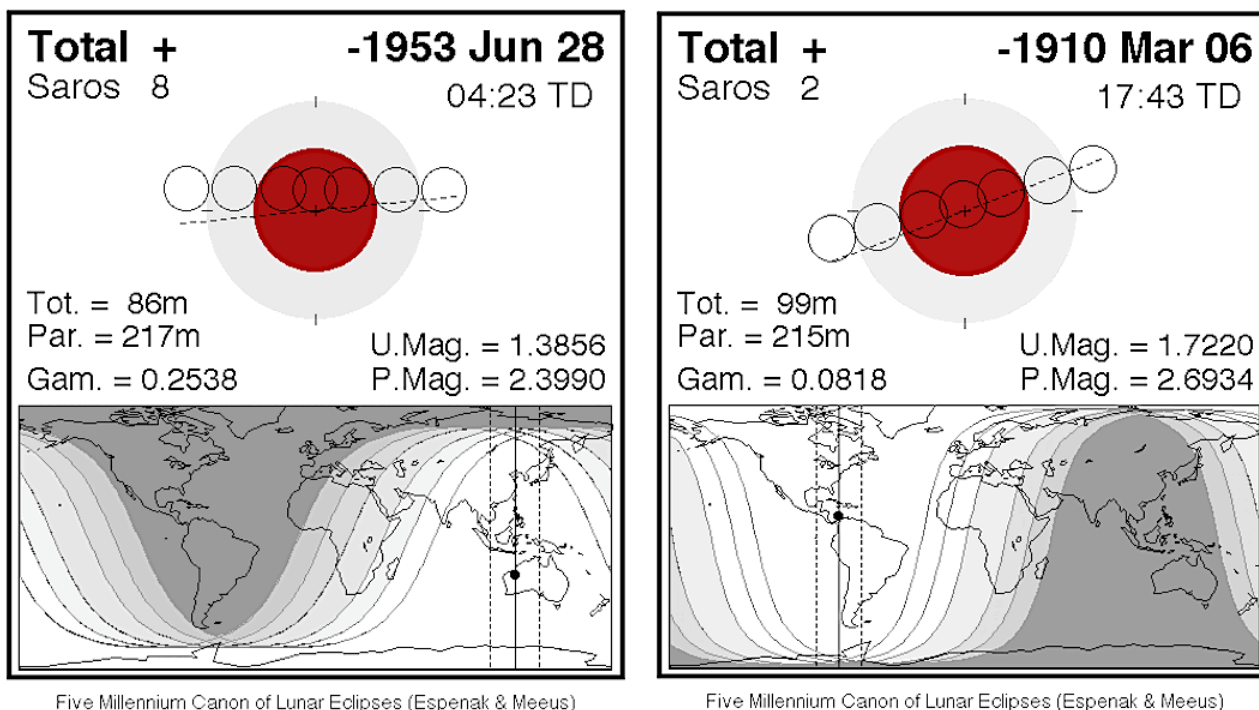 Total + -1953 Jun 28
Saros 8 04:23 TD
Tot. = 86m
Par. = 217m U.Mag. = 1.3856
Gam. = 0.2538 P.Mag. = 2.3990
Five Millennium Canon of Lunar Eclipses (Espenak & Meeus)
Total + -1910 Mar 06
Saros 2 17:43 TD
Tot. = 99m
Par. = 215m U.Mag. = 1.7220
Gam. = 0.0818 P.Mag. = 2.6934
Five Millennium Canon of Lunar Eclipses (Espenak & Meeus)